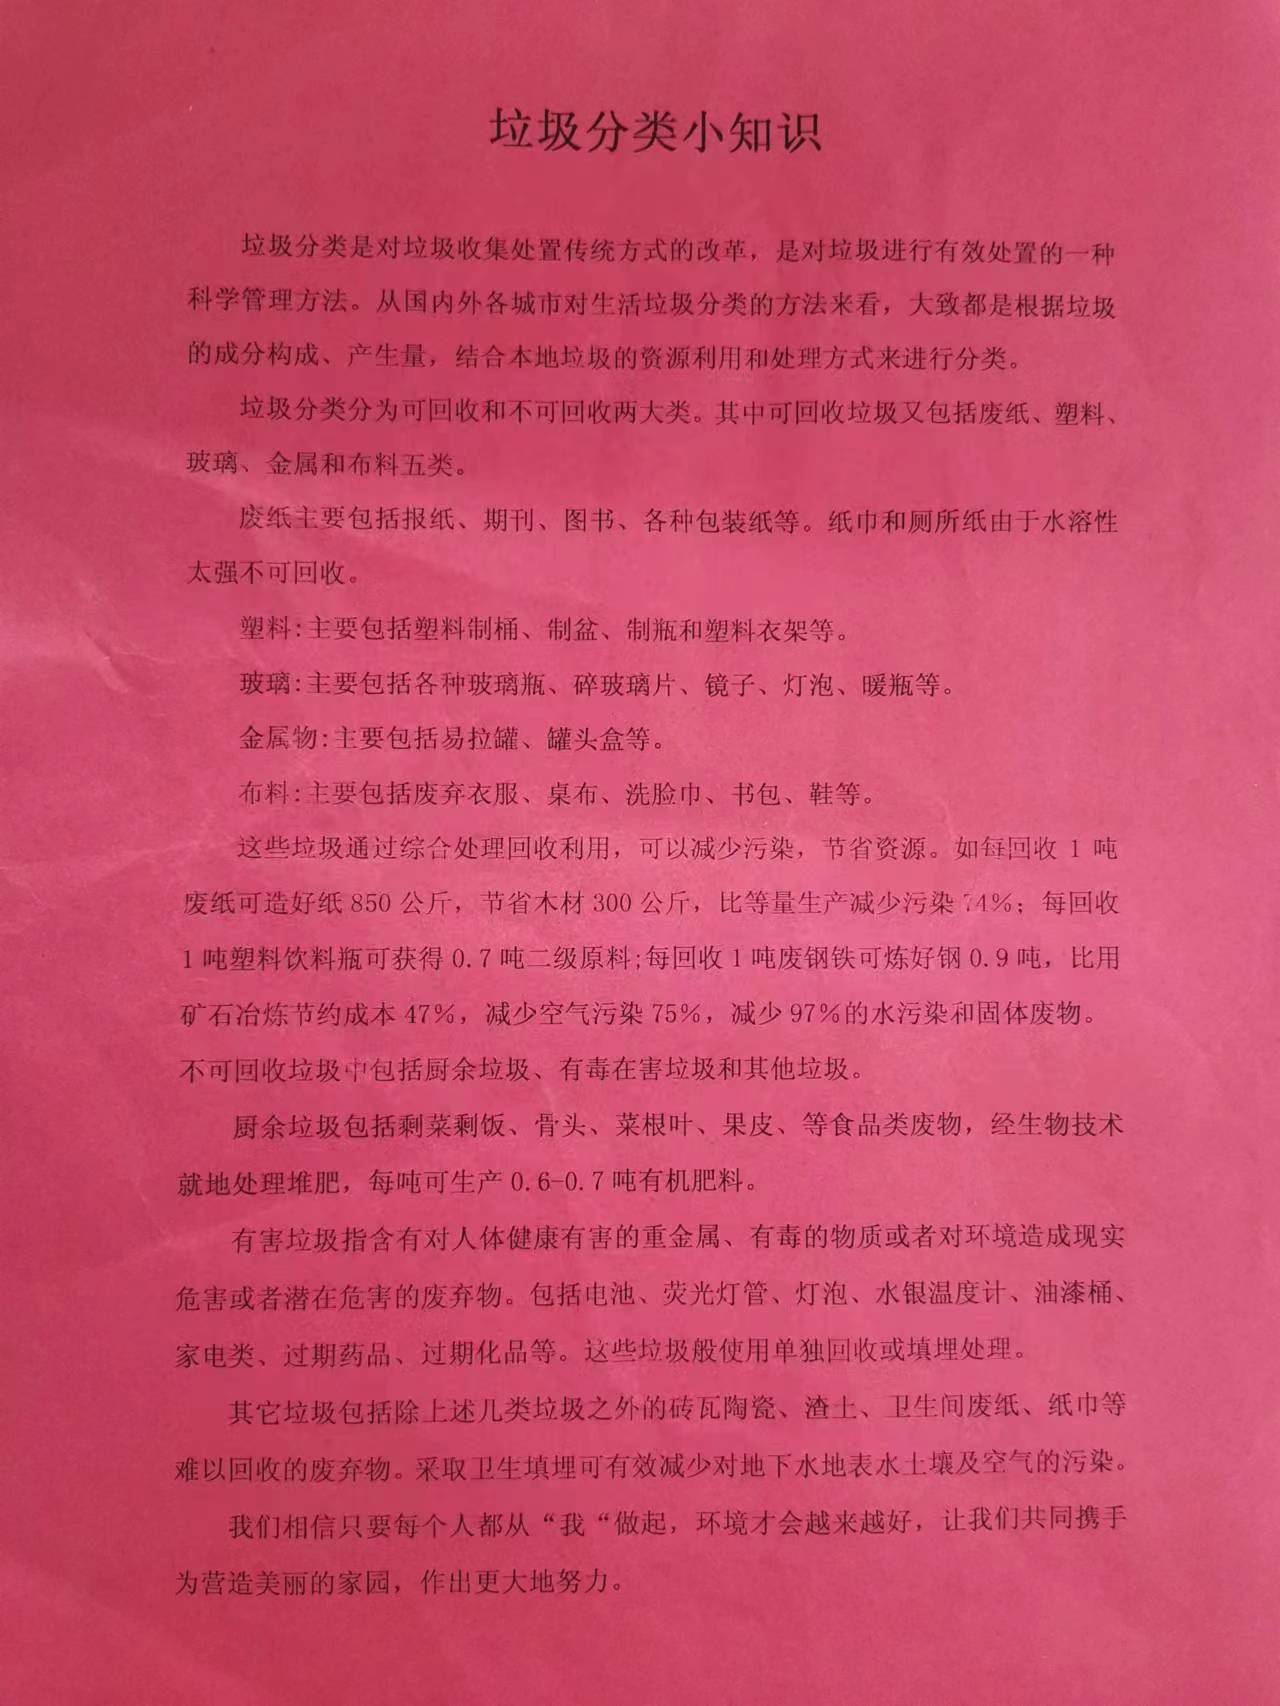 垃圾分类小知识
垃圾分类是对垃圾收集处置传统方式的改革，是对垃圾进行有效处置的一种
科学管理方法。从国内外各城市对生活垃圾分类的方法来看，大致都是根据垃圾
的成分构成、产生量，结合本地垃圾的资源利用和处理方式来进行分类。
垃圾分类分为可回收和不可回收两大类。其中可回收垃圾又包括废纸、塑料、
玻璃、金属和布料五类。
废纸主要包括报纸、期刊、图书、各种包装纸等。纸巾和厕所纸由于水溶性
太强不可回收。
塑料:主要包括塑料制桶、制盆、制瓶和塑料衣架等。
玻璃:主要包括各种玻璃瓶、碎玻璃片、镜子、灯泡、暖瓶等。
金属物:主要包括易拉罐、罐头盒等。
布料:主要包括废弃衣服、桌布、洗脸巾、书包、鞋等。
这些垃圾通过综合处理回收利用，可以减少污染，节省资源。如每回收 1 吨
废纸可造好纸 850 公斤，节省木材 300 公斤，比等量生产减少污染 74%；每回收
1 吨塑料饮料瓶可获得 0.7 吨二级原料;每回收 1 吨废钢铁可炼好钢 0.9 吨，比用
矿石冶炼节约成本 47%，减少空气污染 75%，减少 97%的水污染和固体废物。
不可回收垃圾中包括厨余垃圾、有毒在害垃圾和其他垃圾。
厨余垃圾包括剩菜剩饭、骨头、菜根叶、果皮、等食品类废物，经生物技术
就地处理堆肥，每吨可生产 0.6-0.7 吨有机肥料。
有害垃圾指含有对人体健康有害的重金属、有毒的物质或者对环境造成现实
危害或者潜在危害的废弃物。包括电池、荧光灯管、灯泡、水银温度计、油漆桶、
家电类、过期药品、过期化品等。这些垃圾般使用单独回收或填埋处理。
其它垃圾包括除上述几类垃圾之外的砖瓦陶瓷、渣土、卫生间废纸、纸巾等
难以回收的废弃物。采取卫生填埋可有效减少对地下水地表水土壤及空气的污染。
我们相信只要每个人都从“我“做起，环境才会越来越好，让我们共同携手
为营造美丽的家园，作出更大地努力。